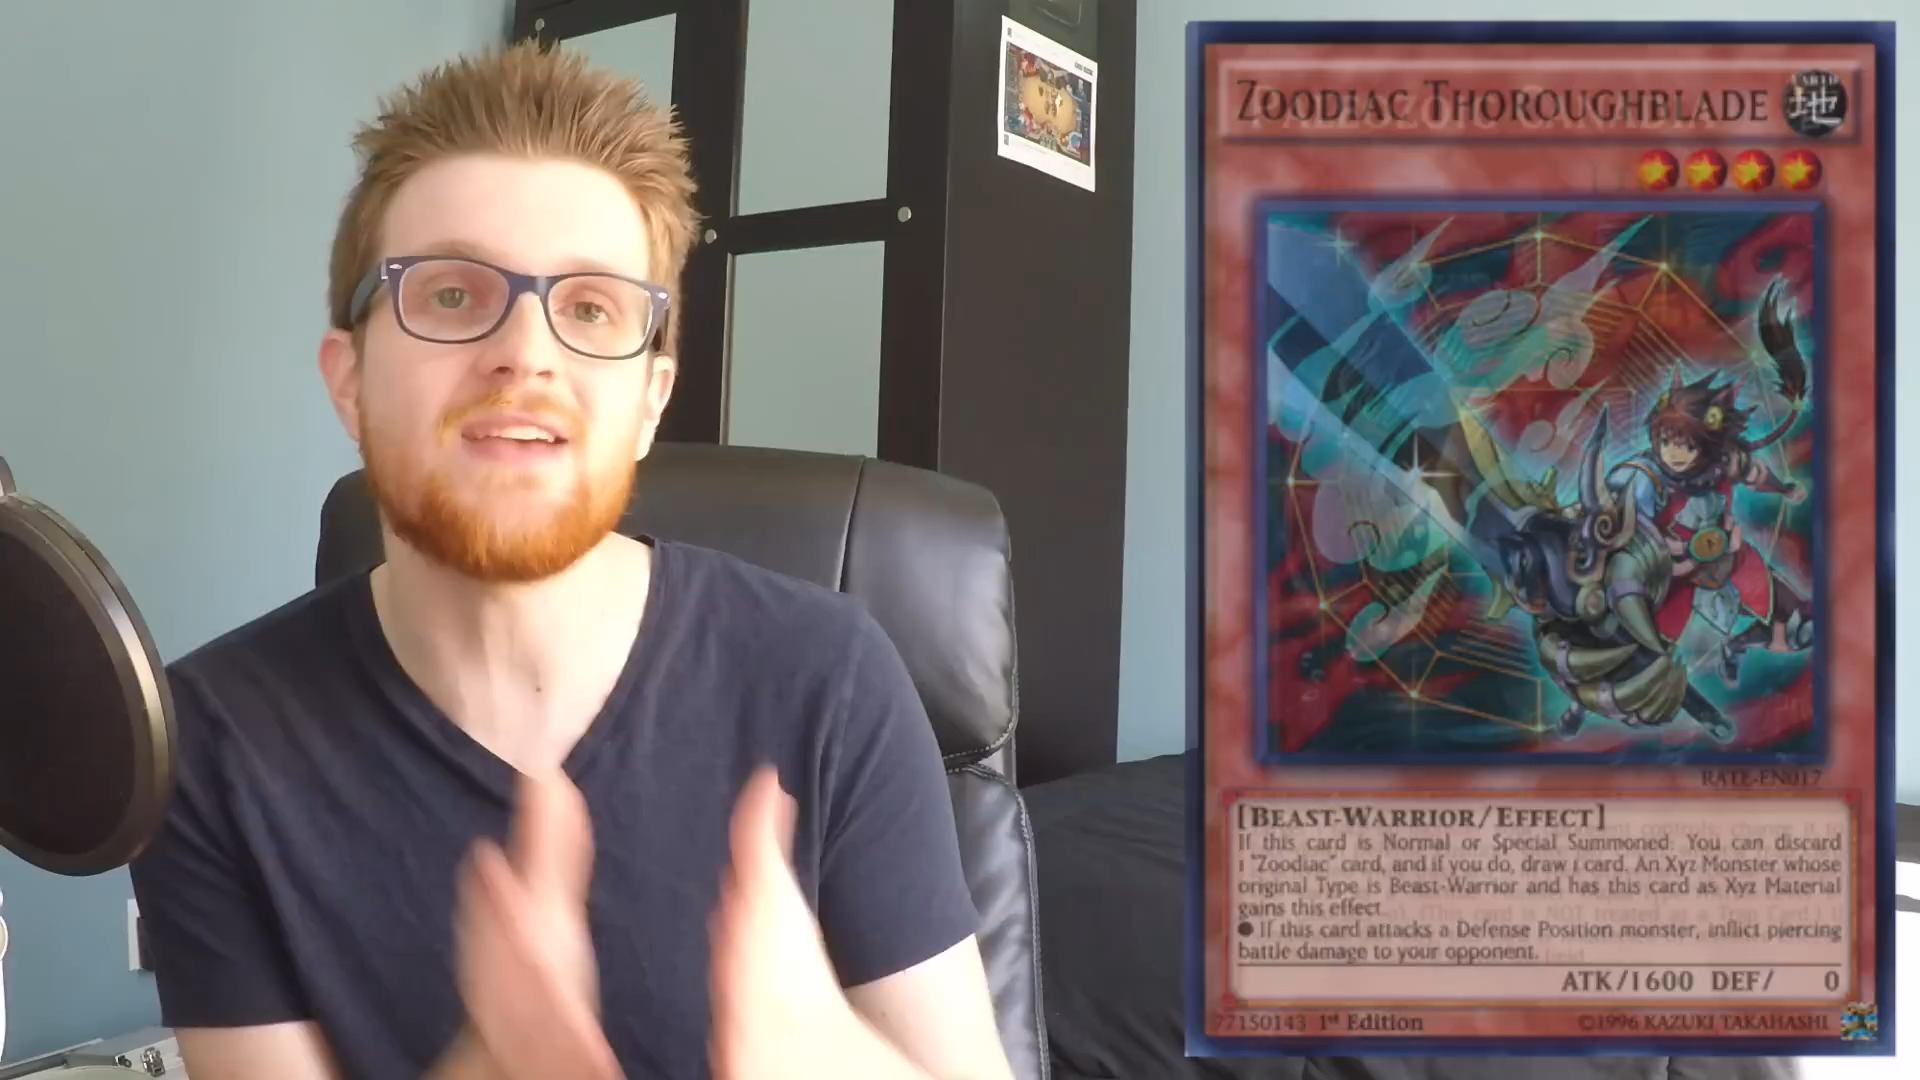 ZOODIAC THOROUGHBLADE
EARTH
地
RATE-EN017
[BEAST-WARRIOR/EFFECT]
If this card is Normal or Special Summoned: You can discard
1 "Zoodiac" card, and if you do, draw 1 card. An Xyz Monster whose
original Type is Beast-Warrior and has this card as Xyz Material
gains this effect.
● If this card attacks a Defense Position monster, inflict piercing
battle damage to your opponent.
ATK/1600 DEF/ 0
77150143 1st Edition ©1996 KAZUKI TAKAHASHI